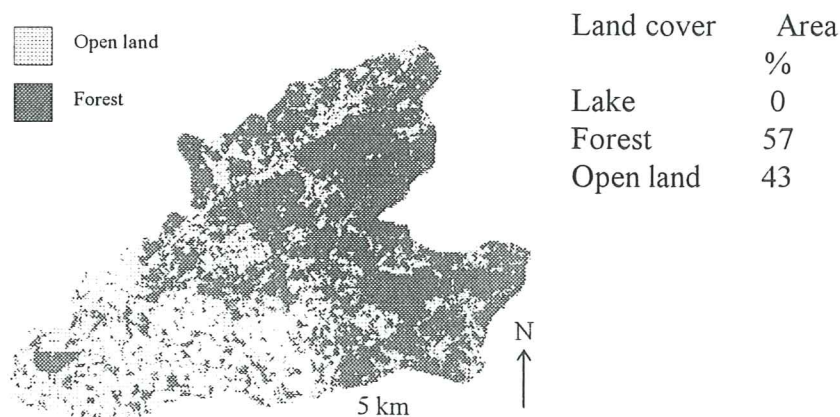 Open land
Forest
Land cover Area
%
Lake 0
Forest 57
Open land 43
N
5 km